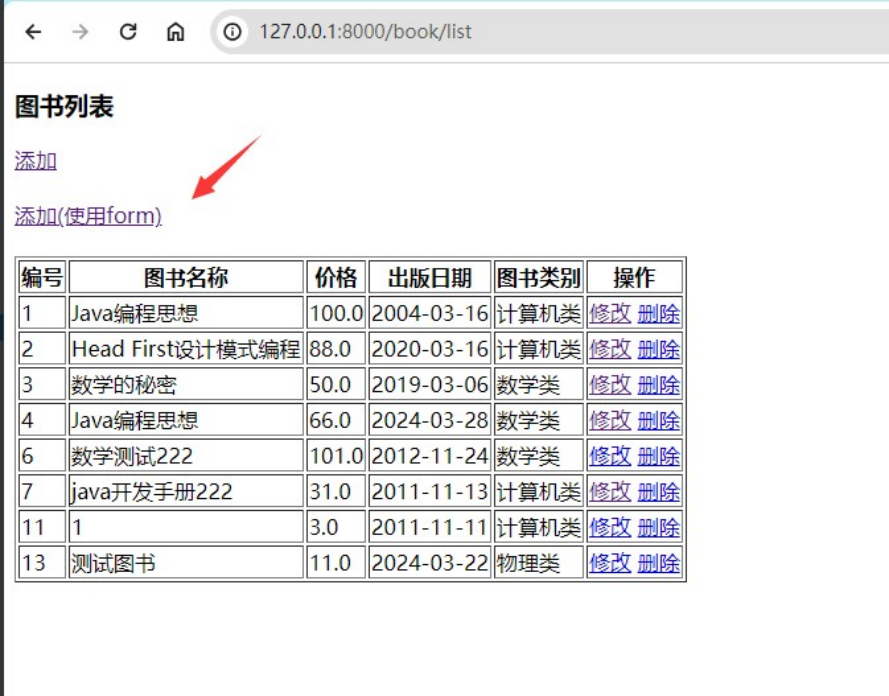 127.0.0.1:8000/book/list
图书列表
添加
添加(使用form)
编号 图书名称 价格 出版日期 图书类别 操作
1 Java编程思想 100.0 2004-03-16 计算机类 修改 删除
2 Head First设计模式编程 88.0 2020-03-16 计算机类 修改 删除
3 数学的秘密 50.0 2019-03-06 数学类 修改 删除
4 Java编程思想 66.0 2024-03-28 数学类 修改 删除
6 数学测试222 101.0 2012-11-24 数学类 修改 删除
7 java开发手册222 31.0 2011-11-13 计算机类 修改 删除
11 1 3.0 2011-11-11 计算机类 修改 删除
13 测试图书 11.0 2024-03-22 物理类 修改 删除